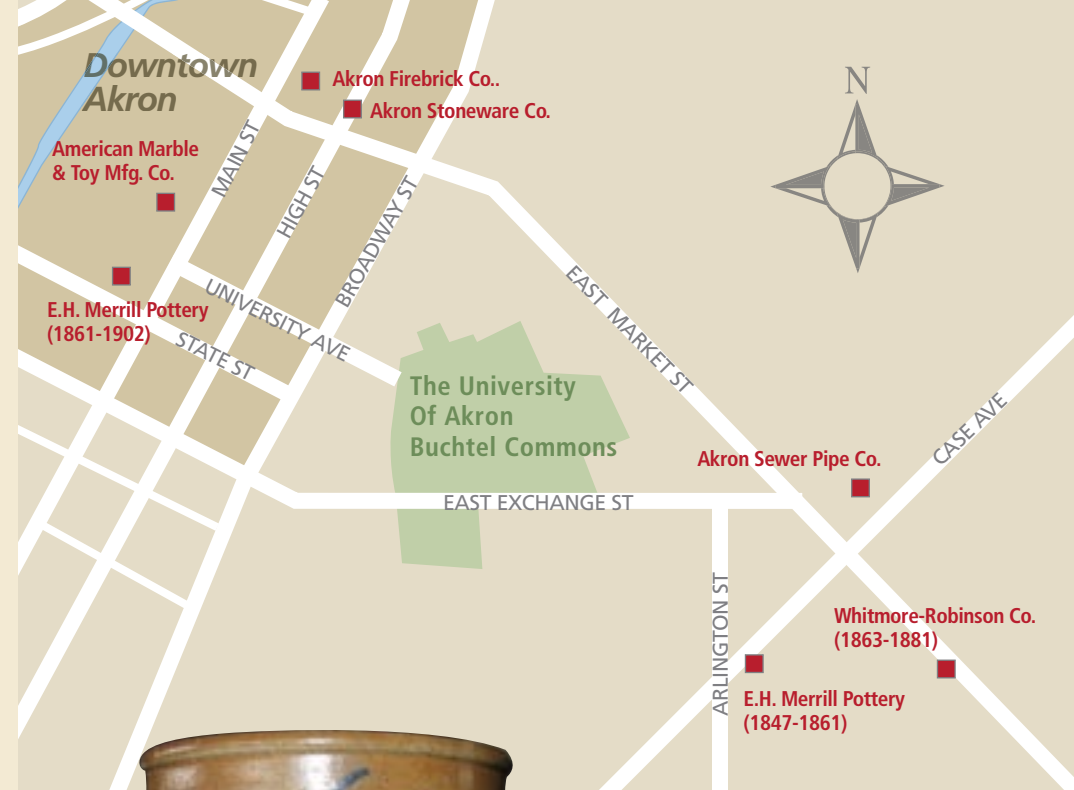 Downtown
Akron
Akron Firebrick Co..
Akron Stoneware Co.
N
American Marble
& Toy Mfg. Co.
MAIN ST
HIGH ST
BROADWAY ST
E.H. Merrill Pottery
(1861-1902)
UNIVERSITY AVE
STATE ST
EAST MARKET ST
The University
Of Akron
Buchtel Commons
CASE AVE
Akron Sewer Pipe Co.
EAST EXCHANGE ST
ARLINGTON ST
Whitmore-Robinson Co.
(1863-1881)
E.H. Merrill Pottery
(1847-1861)